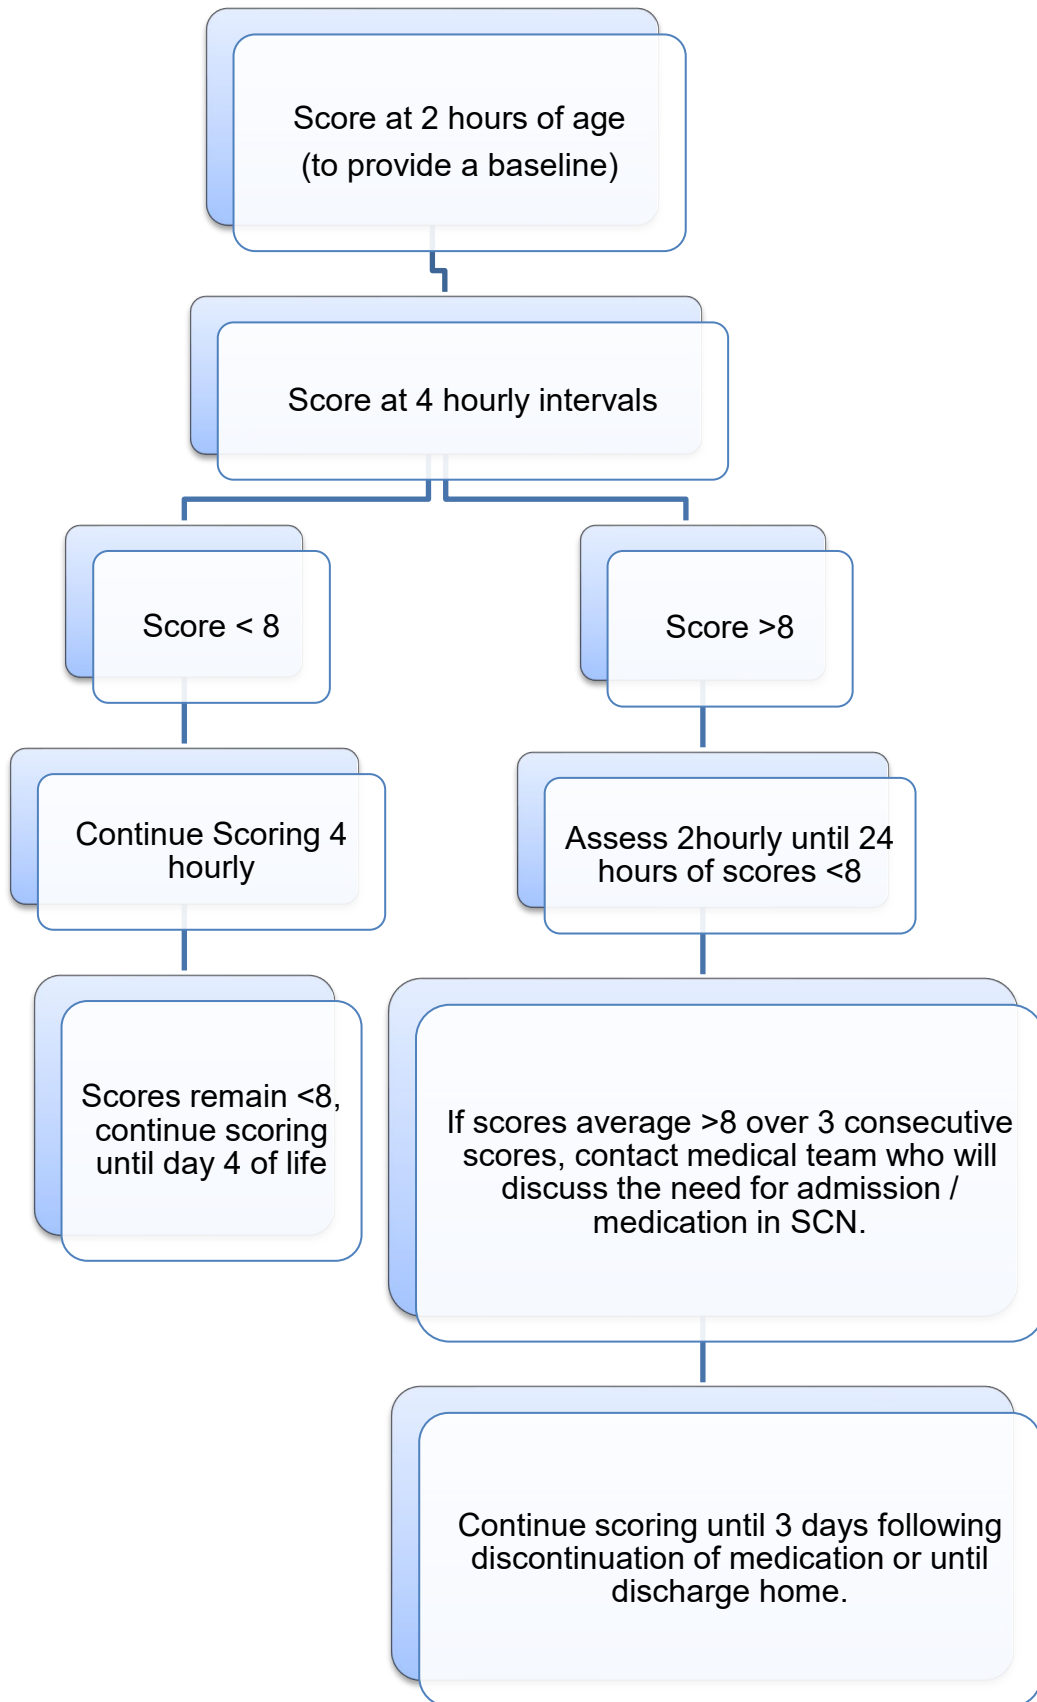 Score at 2 hours of age
(to provide a baseline)
Score at 4 hourly intervals
Score < 8
Score >8
Continue Scoring 4
hourly
Assess 2hourly until 24
hours of scores <8
Scores remain <8,
continue scoring
until day 4 of life
If scores average >8 over 3 consecutive
scores, contact medical team who will
discuss the need for admission /
medication in SCN.
Continue scoring until 3 days following
discontinuation of medication or until
discharge home.